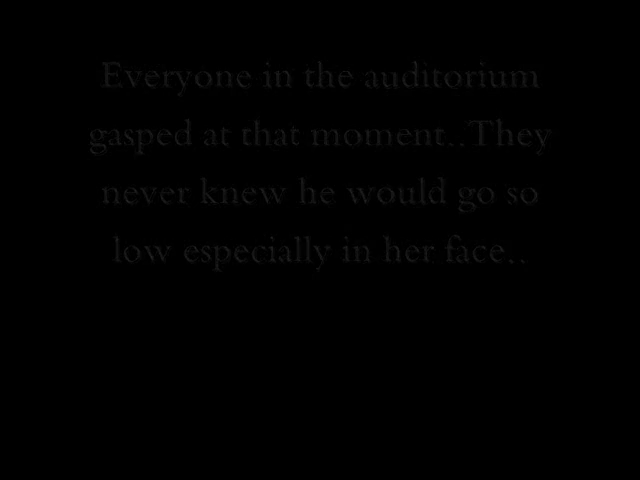 Everyone in the auditorium
gasped at that moment..They
never knew he would go so
low especially in her face..